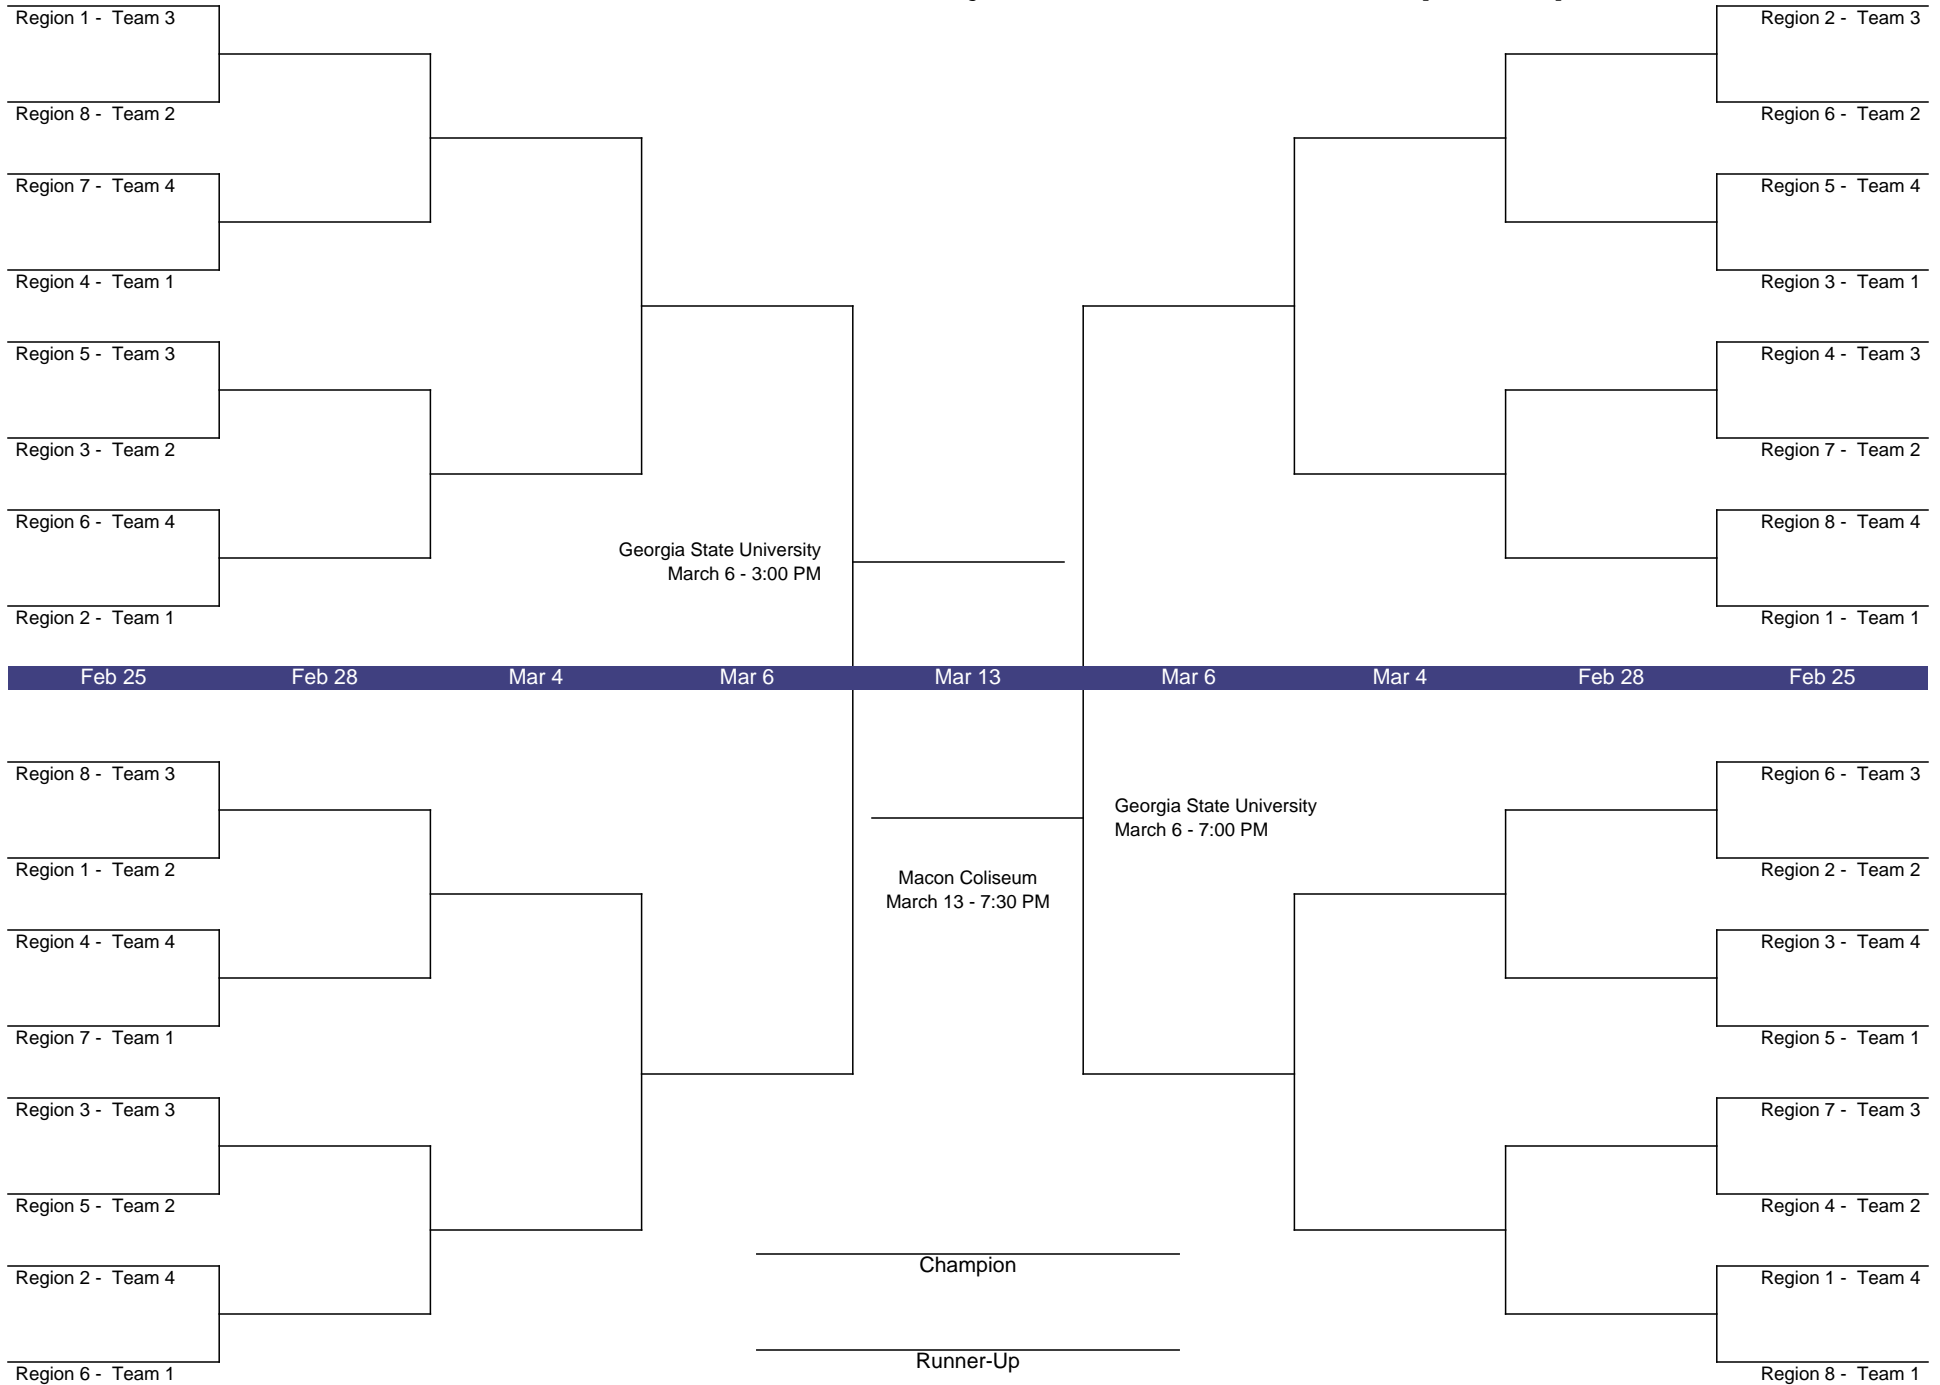 Region 1 - Team 3
Region 2 - Team 3
Region 8 - Team 2
Region 6 - Team 2
Region 7 - Team 4
Region 5 - Team 4
Region 4 - Team 1
Region 3 - Team 1
Region 5 - Team 3
Region 4 - Team 3
Region 3 - Team 2
Region 7 - Team 2
Region 6 - Team 4
Region 8 - Team 4
Georgia State University
March 6 - 3:00 PM
Region 2 - Team 1
Region 1 - Team 1
Feb 25 Feb 28 Mar 4 Mar 6 Mar 13 Mar 6 Mar 4 Feb 28 Feb 25
Region 8 - Team 3
Region 6 - Team 3
Georgia State University
March 6 - 7:00 PM
Region 1 - Team 2
Region 2 - Team 2
Macon Coliseum
March 13 - 7:30 PM
Region 4 - Team 4
Region 3 - Team 4
Region 7 - Team 1
Region 5 - Team 1
Region 3 - Team 3
Region 7 - Team 3
Region 5 - Team 2
Region 4 - Team 2
Champion
Region 2 - Team 4
Region 1 - Team 4
Runner-Up
Region 6 - Team 1
Region 8 - Team 1